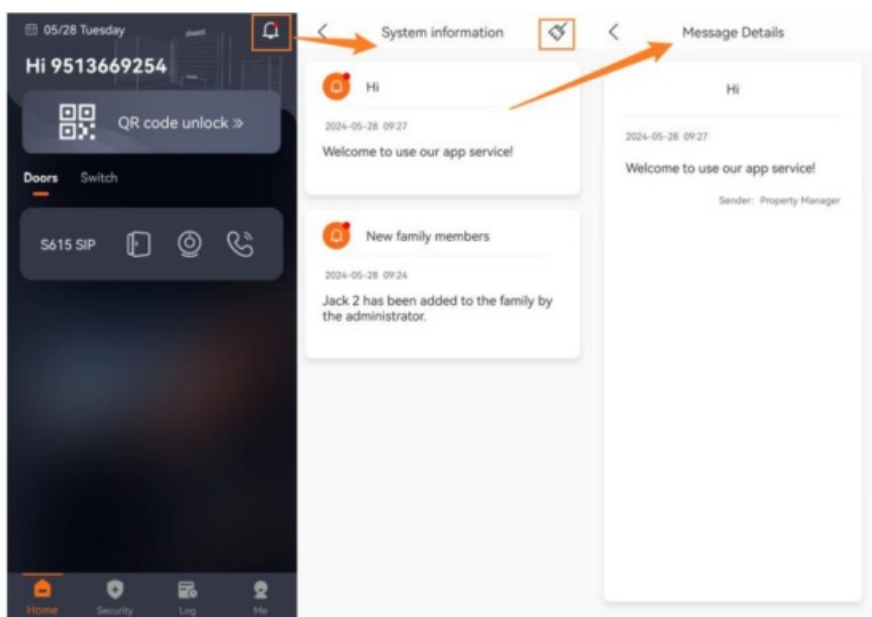 05/28 Tuesday
Hi 9513669254
QR code unlock »
Doors Switch
S615 SIP
Home Security Log Me
System information
Hi
2024-05-28 09:27
Welcome to use our app service!
New family members
2024-05-28 09:24
Jack 2 has been added to the family by
the administrator.
Message Details
Hi
2024-05-28 09:27
Welcome to use our app service!
Sender: Property Manager